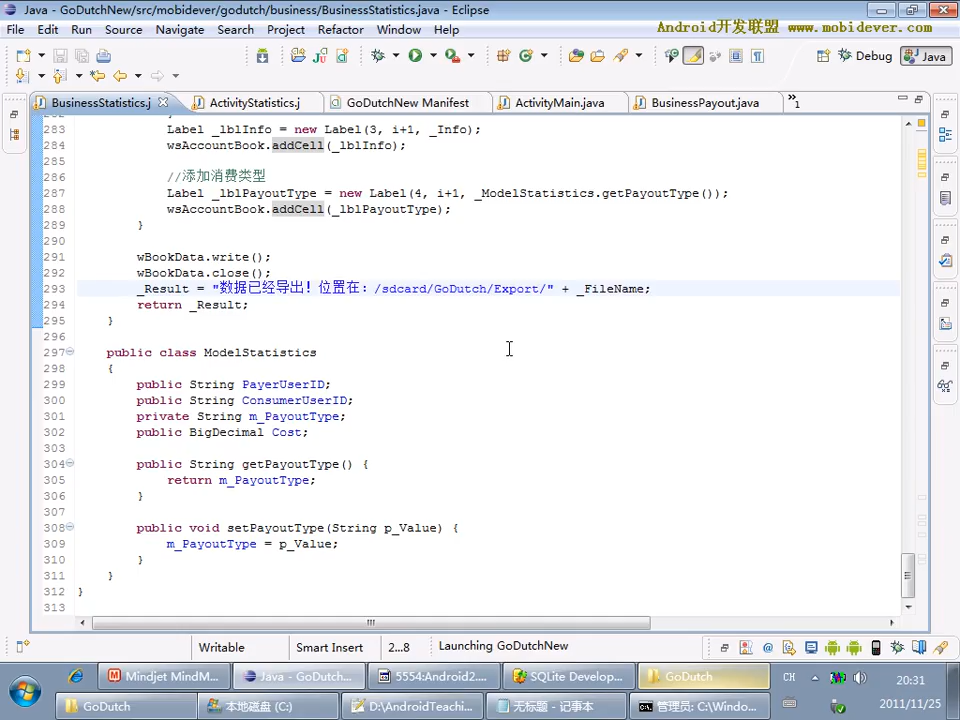 Java - GoDutchNew/src/mobidever/godutch/business/BusinessStatistics.java - Eclipse
File Edit Run Source Navigate Search Project Refactor Window Help
Android开发联盟 www.mobidever.com
Debug Java
BusinessStatistics.j ActivityStatistics.j GoDutchNew Manifest ActivityMain.java BusinessPayout.java »1
283 Label _lblInfo = new Label(3, i+1, _Info);
284 wsAccountBook.addCell(_lblInfo);
285
286 //添加消费类型
287 Label _lblPayoutType = new Label(4, i+1, _ModelStatistics.getPayoutType());
288 wsAccountBook.addCell(_lblPayoutType);
289 }
290
291 wBookData.write();
292 wBookData.close();
293 _Result = "数据已经导出！位置在：/sdcard/GoDutch/Export/" + _FileName;
294 return _Result;
295 }
296
297 public class ModelStatistics
298 {
299 public String PayerUserID;
300 public String ConsumerUserID;
301 private String m_PayoutType;
302 public BigDecimal Cost;
303
304 public String getPayoutType() {
305 return m_PayoutType;
306 }
307
308 public void setPayoutType(String p_Value) {
309 m_PayoutType = p_Value;
310 }
311 }
312 }
313
Writable Smart Insert 2...8 Launching GoDutchNew
Mindjet MindM... Java - GoDutch... 5554:Android2.... SQLite Develop... GoDutch CH 20:31
GoDutch 本地磁盘 (C:) D:\AndroidTeachi... 无标题 - 记事本 管理员: C:\Windo... 2011/11/25